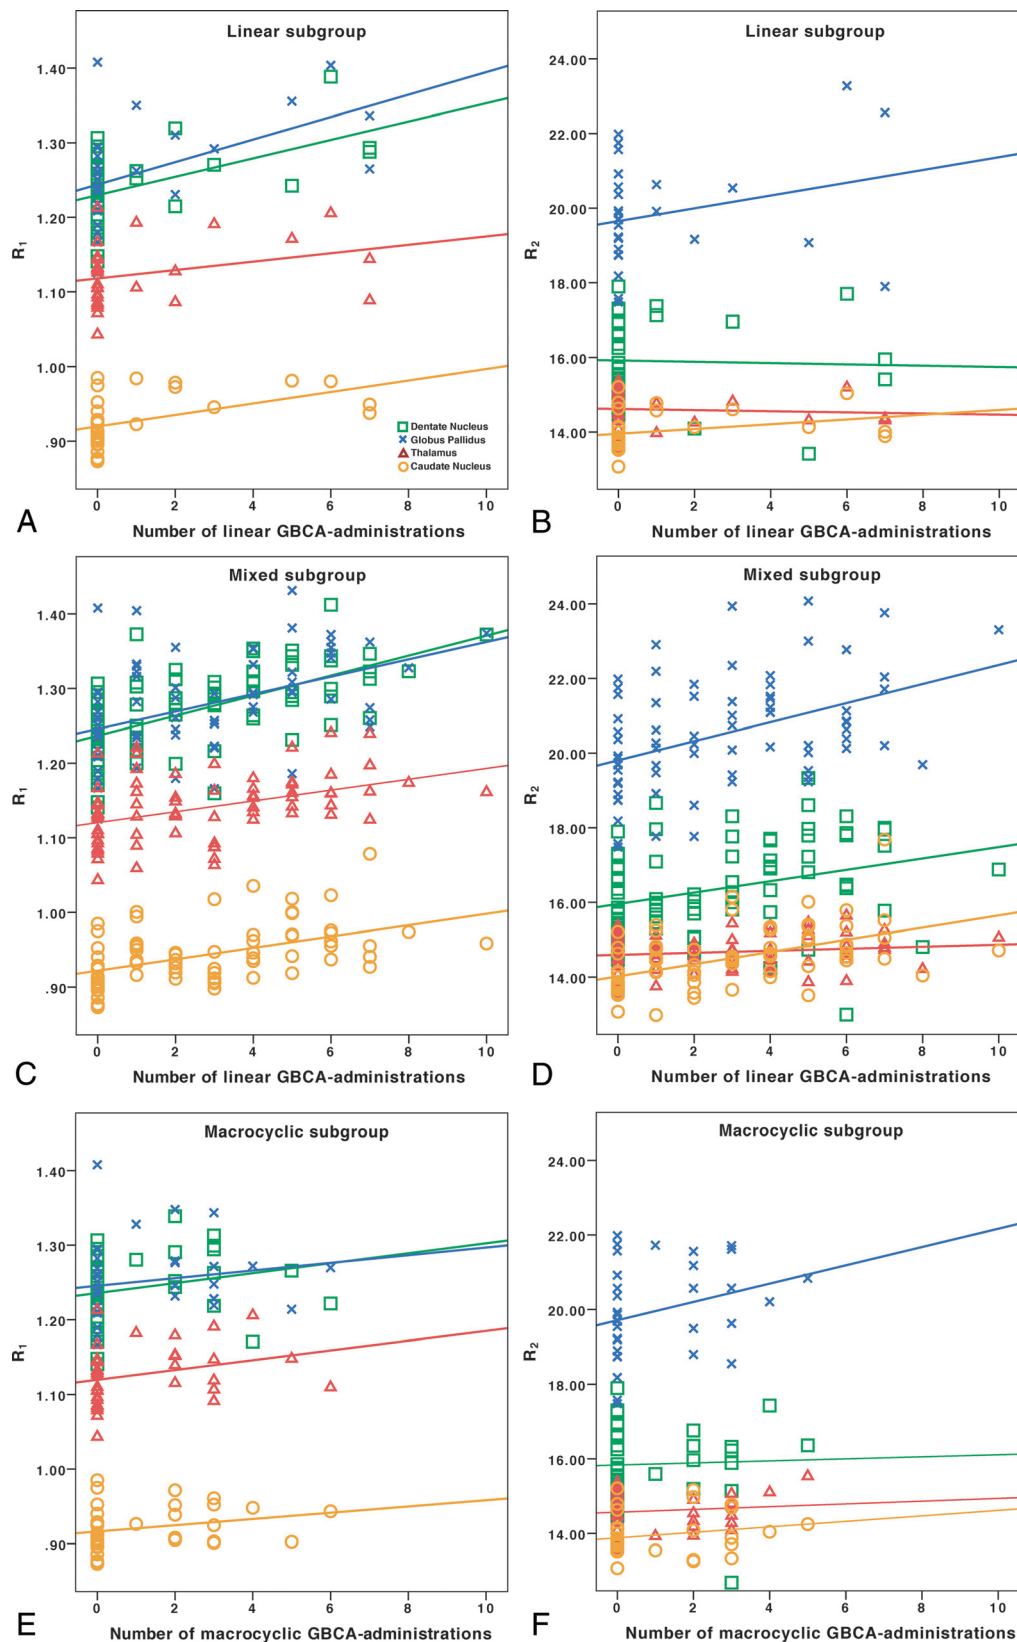 Linear subgroup
1.40
1.30
1.20
1.10
1.00
.90
R1
Dentate Nucleus
Globus Pallidus
Thalamus
Caudate Nucleus
0 2 4 6 8 10
A
Number of linear GBCA-administrations
Linear subgroup
24.00
22.00
20.00
18.00
16.00
14.00
R2
0 2 4 6 8 10
B
Number of linear GBCA-administrations
Mixed subgroup
1.40
1.30
1.20
1.10
1.00
.90
R1
0 2 4 6 8 10
C
Number of linear GBCA-administrations
Mixed subgroup
24.00
22.00
20.00
18.00
16.00
14.00
R2
0 2 4 6 8 10
D
Number of linear GBCA-administrations
Macrocyclic subgroup
1.40
1.30
1.20
1.10
1.00
.90
R1
0 2 4 6 8 10
E
Number of macrocyclic GBCA-administrations
Macrocyclic subgroup
24.00
22.00
20.00
18.00
16.00
14.00
R2
0 2 4 6 8 10
F
Number of macrocyclic GBCA-administrations